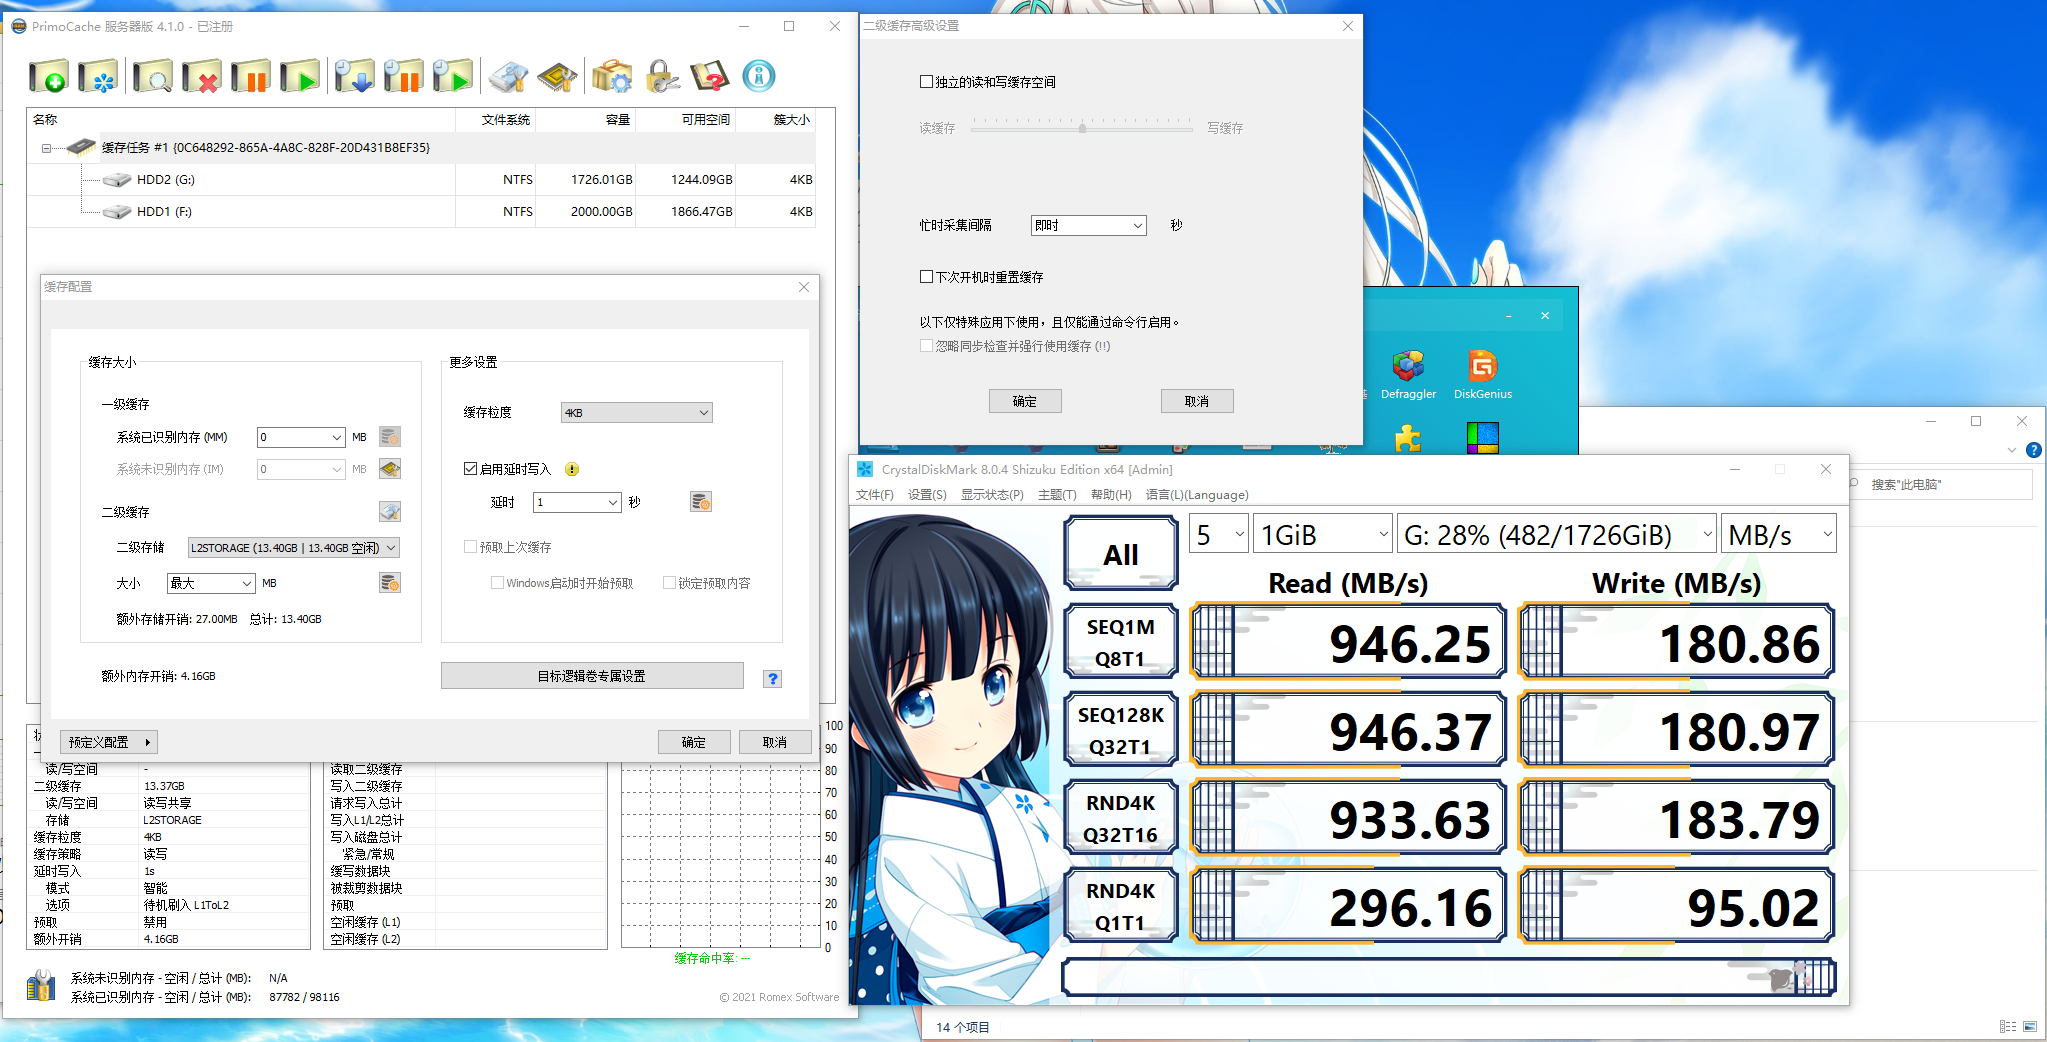 PrimoCache 服务器版 4.1.0 - 已注册
名称 文件系统 容量 可用空间 簇大小
缓存任务 #1 {0C648292-865A-4A8C-828F-20D431B8EF35}
HDD2 (G:) NTFS 1726.01GB 1244.09GB 4KB
HDD1 (F:) NTFS 2000.00GB 1866.47GB 4KB
缓存配置
缓存大小
一级缓存
系统已识别内存 (MM) 0 MB
系统未识别内存 (IM) 0 MB
二级缓存
二级存储 L2STORAGE (13.40GB | 13.40GB 空闲)
大小 最大 MB
额外存储开销: 27.00MB 总计: 13.40GB
额外内存开销: 4.16GB
更多设置
缓存粒度 4KB
启用延时写入
延时 1 秒
预取上次缓存
Windows启动时开始预取 锁定预取内容
目标逻辑卷专属设置
?
预定义配置 确定 取消
读/写空间 -
二级缓存 13.37GB
读/写空间 读写共享
存储 L2STORAGE
缓存粒度 4KB
缓存策略 读写
延时写入 1s
模式 智能
选项 待机刷入 L1ToL2
预取 禁用
额外开销 4.16GB
读取二级缓存
写入二级缓存
请求写入总计
写入L1/L2总计
写入磁盘总计
紧急/常规
缓写数据块
被裁剪数据块
预取
空闲缓存 (L1)
空闲缓存 (L2)
100
90
80
70
60
50
40
30
20
10
0
缓存命中率: --
系统未识别内存 - 空闲 / 总计 (MB): N/A
系统已识别内存 - 空闲 / 总计 (MB): 87782 / 98116
© 2021 Romex Software
二级缓存高级设置
独立的读和写缓存空间
读缓存 写缓存
忙时采集间隔 即时 秒
下次开机时重置缓存
以下仅特殊应用下使用，且仅能通过命令行启用。
忽略同步检查并强行使用缓存 (!!)
确定 取消
Defraggler DiskGenius
搜索"此电脑"
CrystalDiskMark 8.0.4 Shizuku Edition x64 [Admin]
文件(F) 设置(S) 显示状态(P) 主题(T) 帮助(H) 语言(L)(Language)
All 5 1GiB G: 28% (482/1726GiB) MB/s
Read (MB/s) Write (MB/s)
SEQ1M
Q8T1 946.25 180.86
SEQ128K
Q32T1 946.37 180.97
RND4K
Q32T16 933.63 183.79
RND4K
Q1T1 296.16 95.02
14 个项目